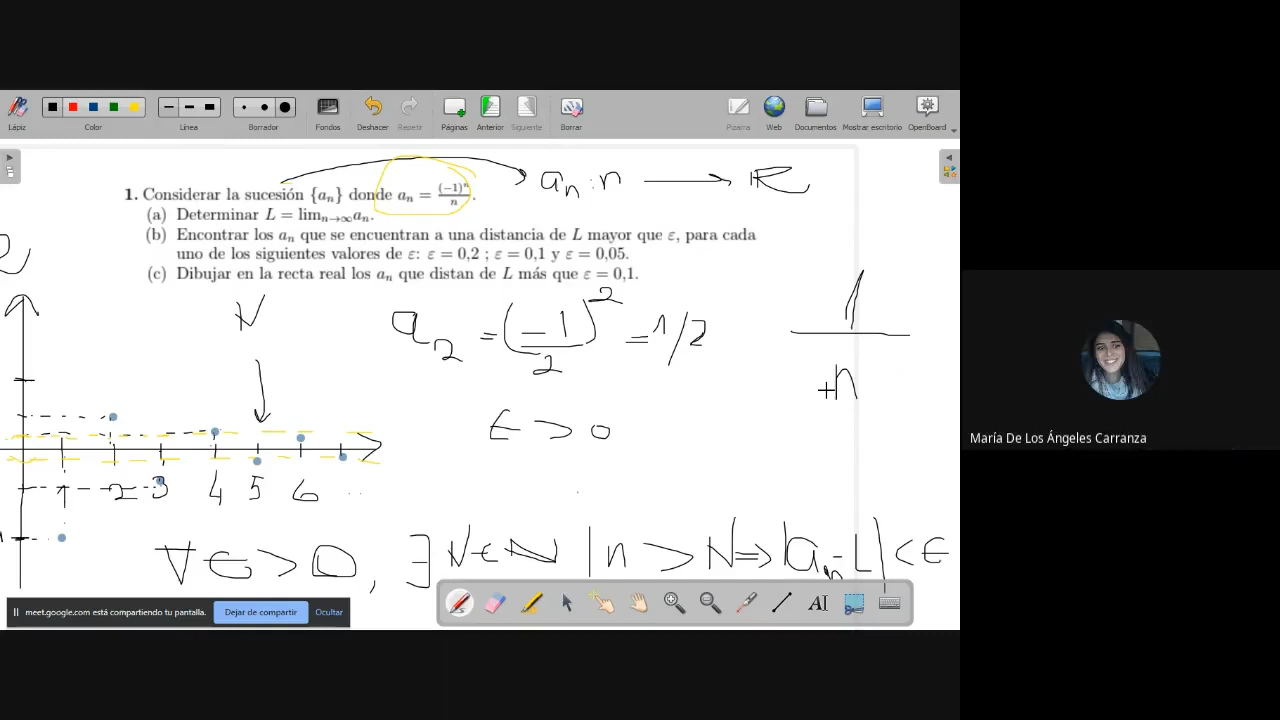 Lápiz Color Línea Borrador Fondos Deshacer Repetir Páginas Anterior Siguiente Borrar Pizarra Web Documentos Mostrar escritorio OpenBoard
1. Considerar la sucesión {aₙ} donde aₙ = (-1)ⁿ/n.
aₙ : n → ℝ
(a) Determinar L = limₙ→∞ aₙ.
(b) Encontrar los aₙ que se encuentran a una distancia de L mayor que ε, para cada
uno de los siguientes valores de ε: ε = 0,2 ; ε = 0,1 y ε = 0,05.
(c) Dibujar en la recta real los aₙ que distan de L más que ε = 0,1.
N
a₂ = (-1)²/2 = 1/2
1/+n
ε > 0
1 2 3 4 5 6 ...
∀ε > 0, ∃ N ∈ ℕ | n > N ⇒ |aₙ - L| < ε
María De Los Ángeles Carranza
meet.google.com está compartiendo tu pantalla. Dejar de compartir Ocultar
AI